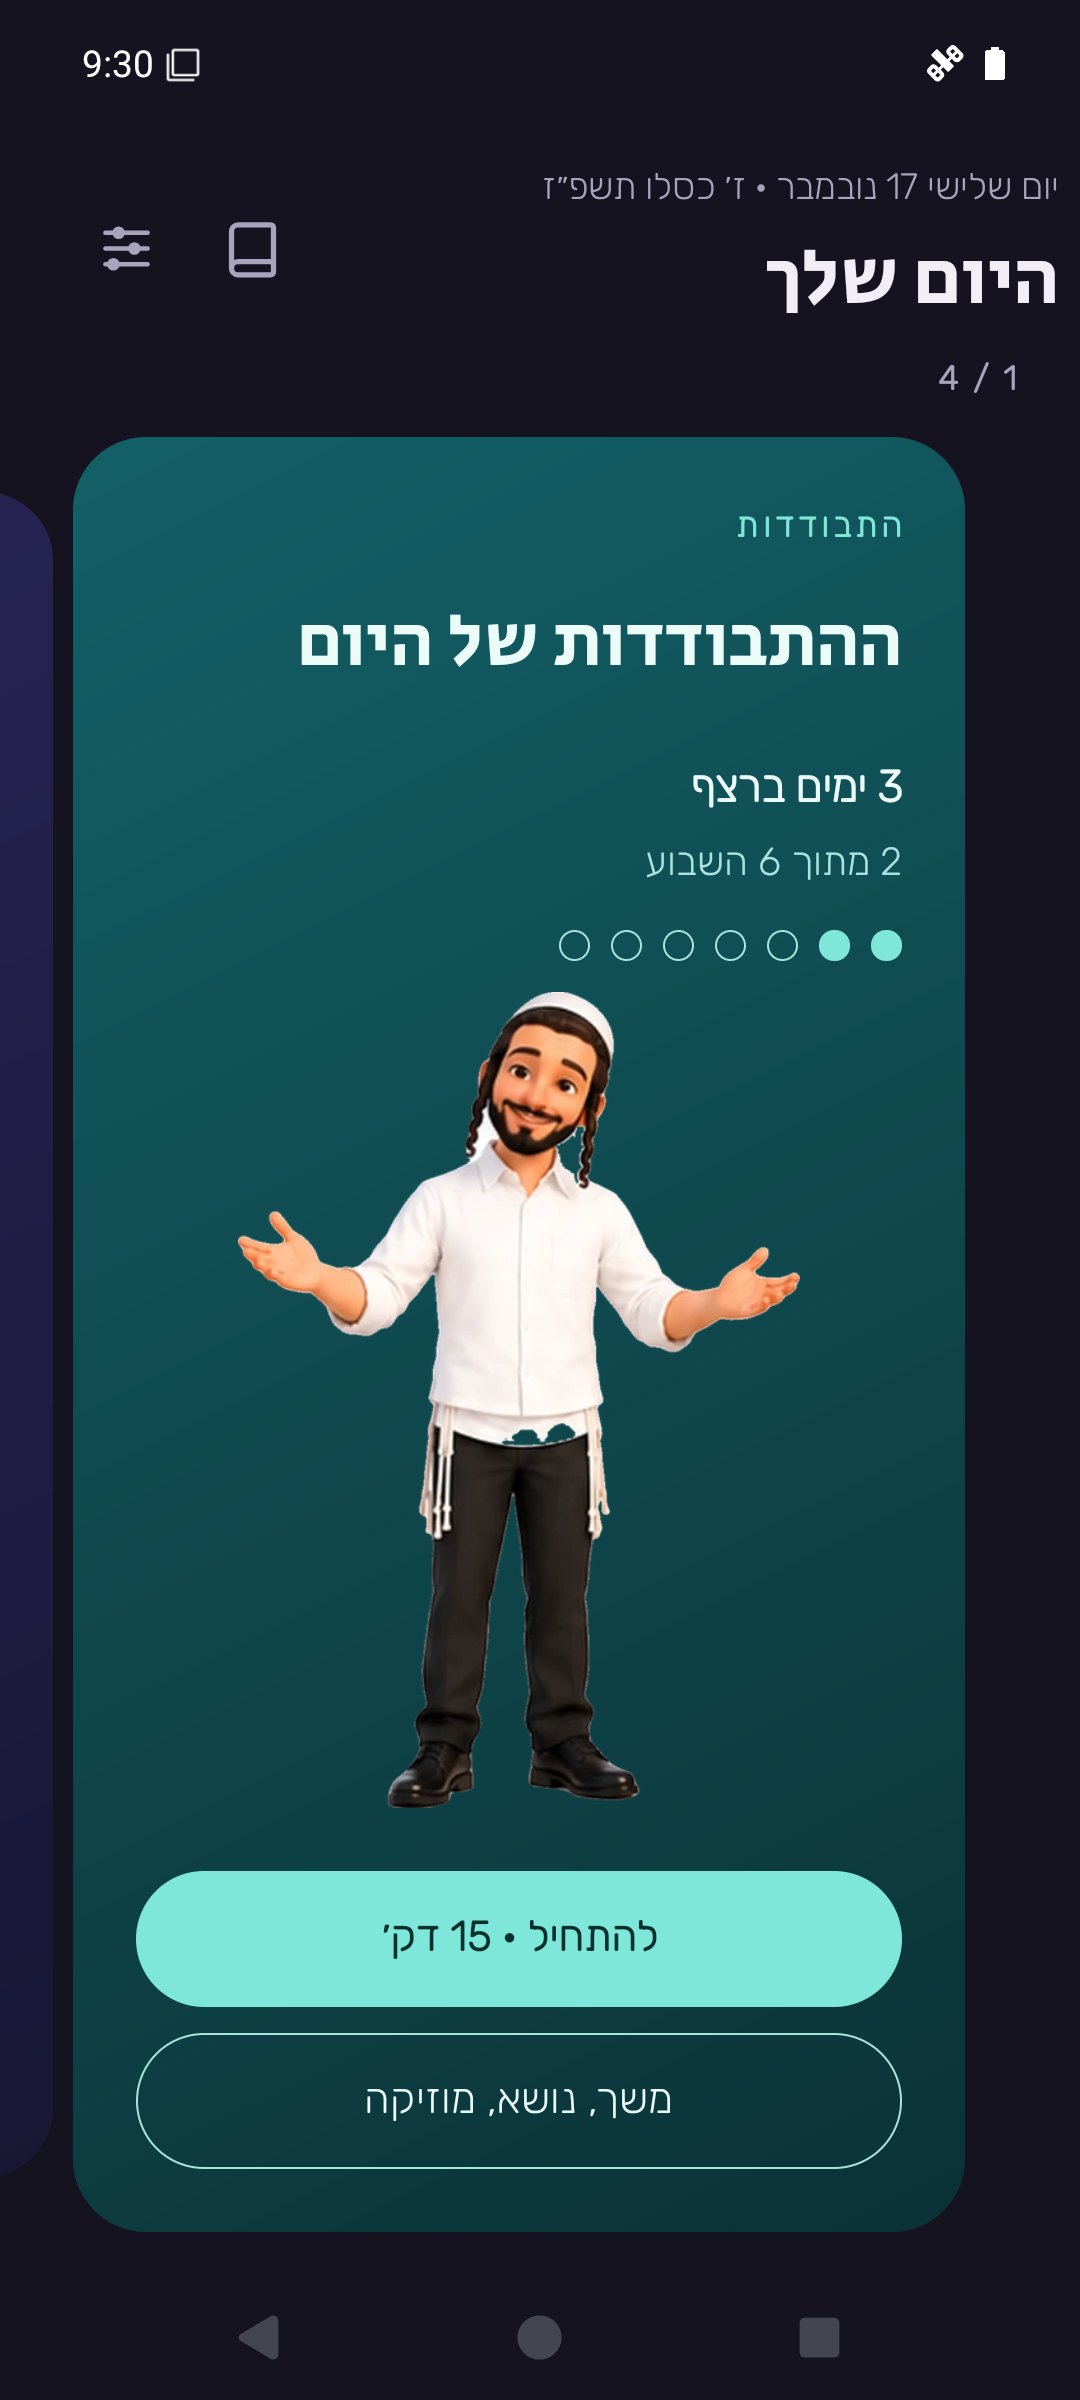 9:30
יום שלישי 17 נובמבר • ז׳ כסלו תשפ״ז
היום שלך
1 / 4
התבודדות
ההתבודדות של היום
3 ימים ברצף
2 מתוך 6 השבוע
להתחיל • 15 דק׳
משך, נושא, מוזיקה